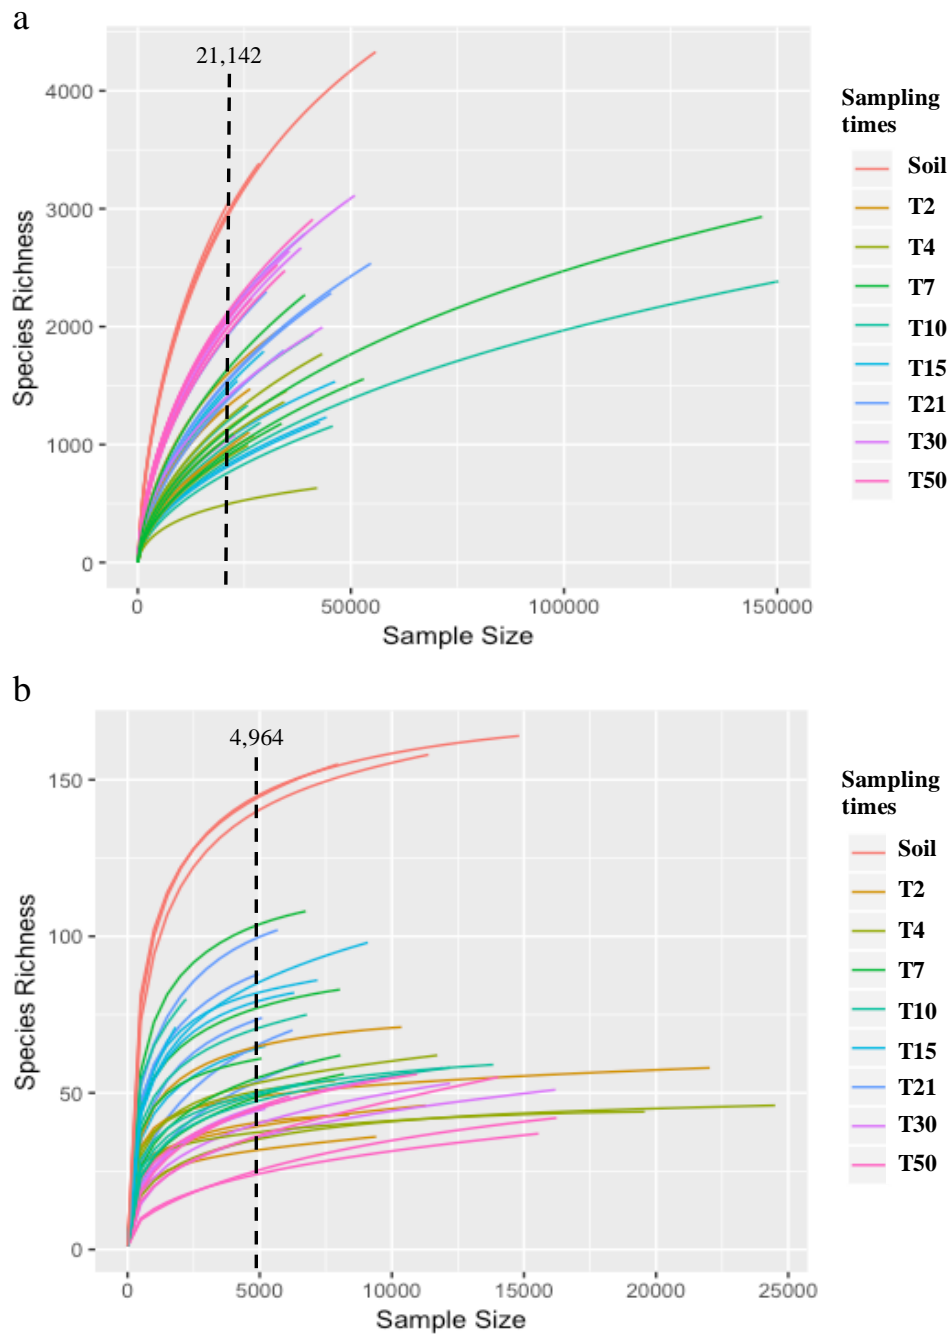 a
21,142
4000
3000
2000
1000
0
Species Richness
0 50000 100000 150000
Sample Size
Sampling
times
Soil
T2
T4
T7
T10
T15
T21
T30
T50
b
4,964
150
100
50
0
Species Richness
0 5000 10000 15000 20000 25000
Sample Size
Sampling
times
Soil
T2
T4
T7
T10
T15
T21
T30
T50